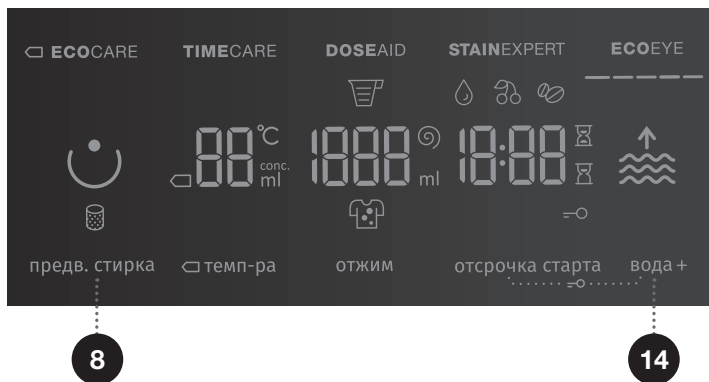 ECOCARE TIMECARE DOSEAID STAINEXPERT ECOEYE
88 °C 1888 18:88
conc.
ml ml
предв. стирка темп-ра отжим отсрочка старта вода +
8 14